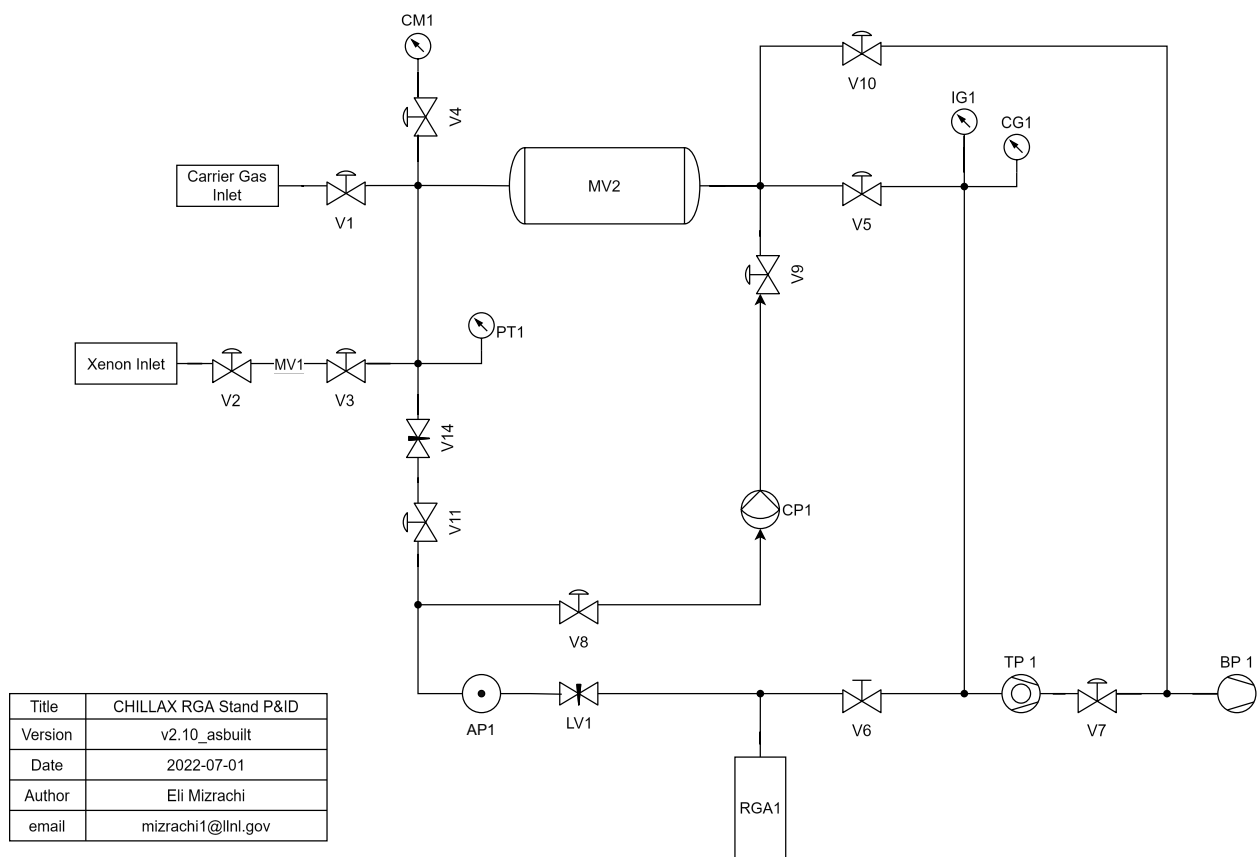 CM1
V4
V10
IG1
CG1
Carrier Gas
Inlet
V1
MV2
V5
V9
PT1
Xenon Inlet
V2
MV1
V3
V14
V11
CP1
V8
AP1
LV1
V6
TP 1
V7
BP 1
RGA1
Title CHILLAX RGA Stand P&ID
Version v2.10_asbuilt
Date 2022-07-01
Author Eli Mizrachi
email mizrachi1@llnl.gov